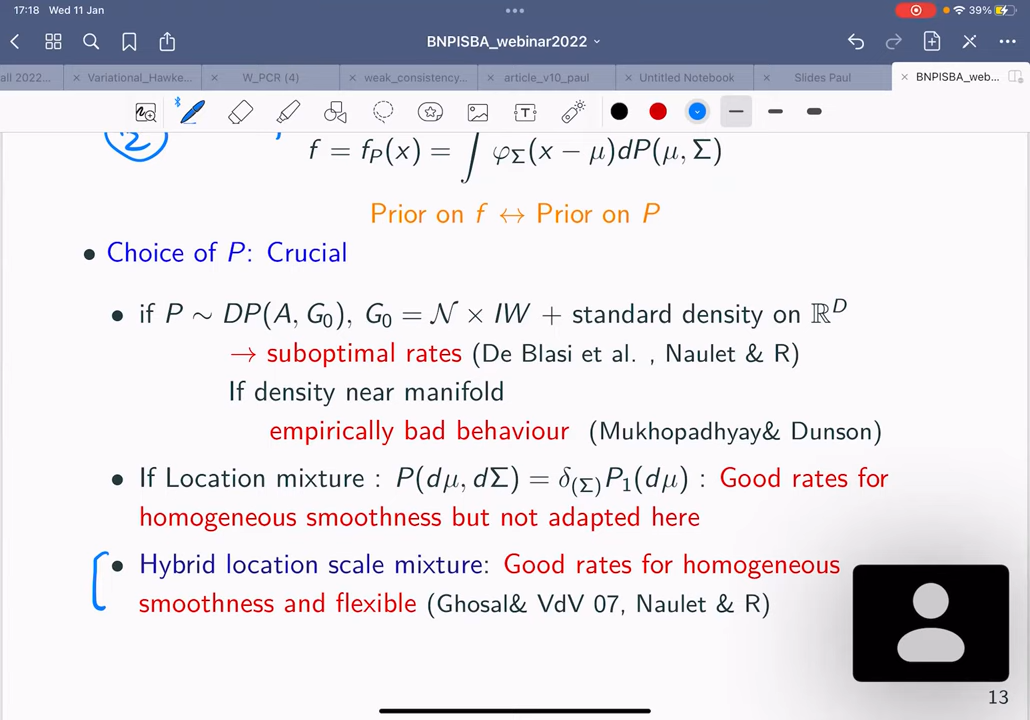 17:18 Wed 11 Jan
39%
BNPISBA_webinar2022
all 2022...
Variational_Hawke...
W_PCR (4)
weak_consistency...
article_v10_paul
Untitled Notebook
Slides Paul
BNPISBA_web...
2
f = f_P(x) = ∫ φ_Σ(x − μ)dP(μ, Σ)
Prior on f ↔ Prior on P
• Choice of P: Crucial
• if P ∼ DP(A, G₀), G₀ = N × IW + standard density on ℝ^D
→ suboptimal rates (De Blasi et al. , Naulet & R)
If density near manifold
empirically bad behaviour (Mukhopadhyay& Dunson)
• If Location mixture : P(dμ, dΣ) = δ_(Σ)P₁(dμ) : Good rates for
homogeneous smoothness but not adapted here
• Hybrid location scale mixture: Good rates for homogeneous
smoothness and flexible (Ghosal& VdV 07, Naulet & R)
13